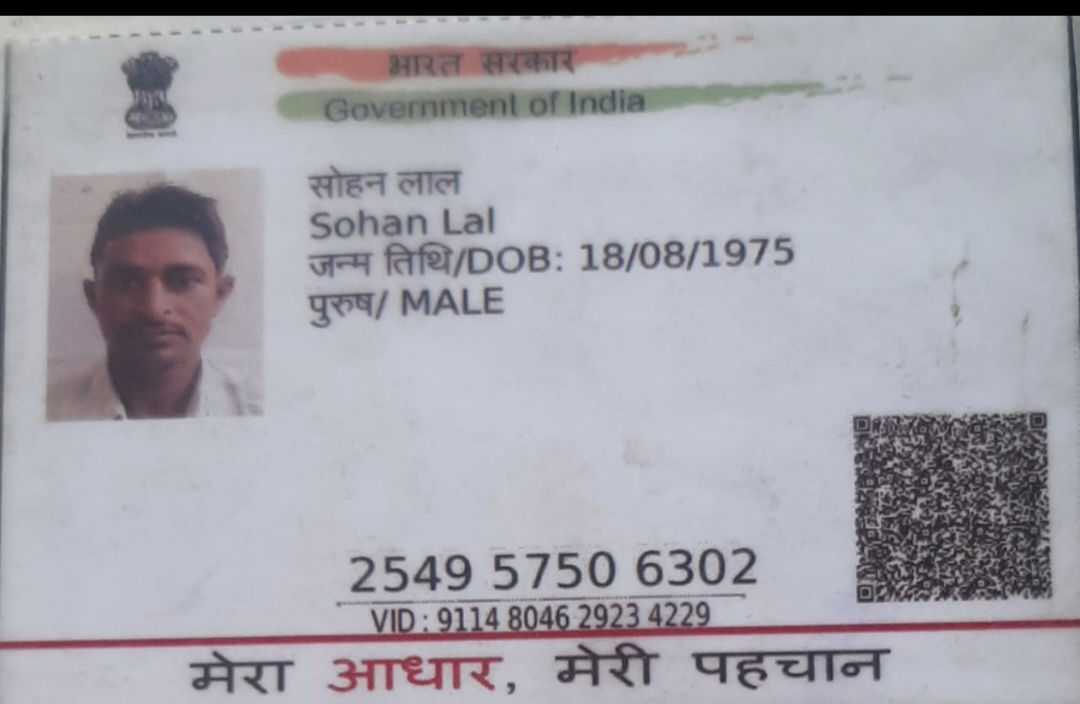 भारत सरकार
Government of India
सोहन लाल
Sohan Lal
जन्म तिथि/DOB: 18/08/1975
पुरुष/ MALE
2549 5750 6302
VID : 9114 8046 2923 4229
मेरा आधार, मेरी पहचान